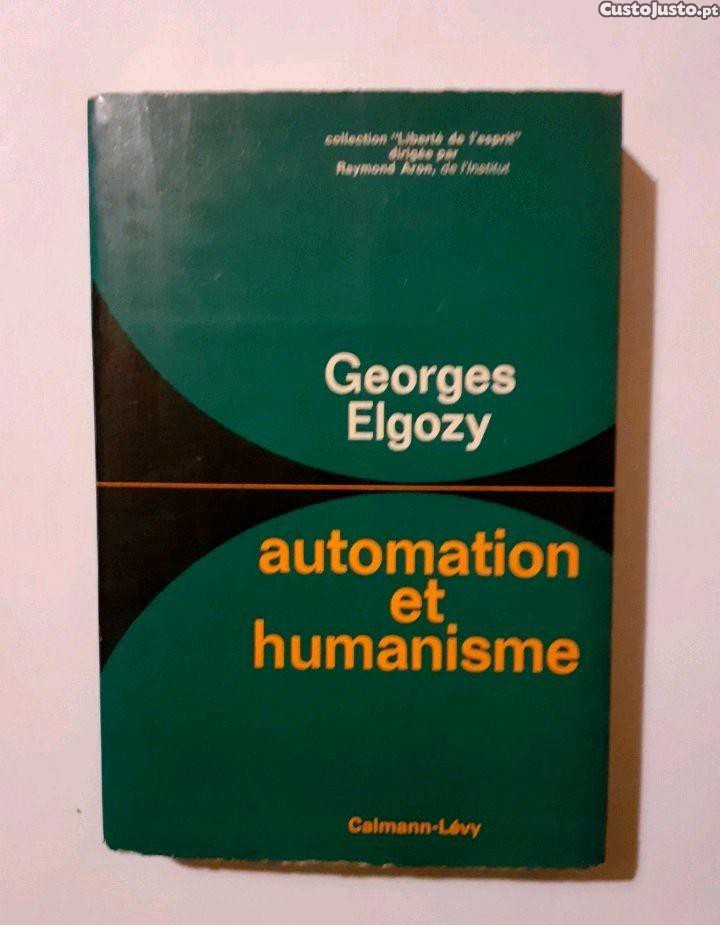 CustoJusto.pt
collection "Liberté de l'esprit"
dirigée par
Raymond Aron, de l'Institut
Georges
Elgozy
automation
et
humanisme
Calmann-Lévy